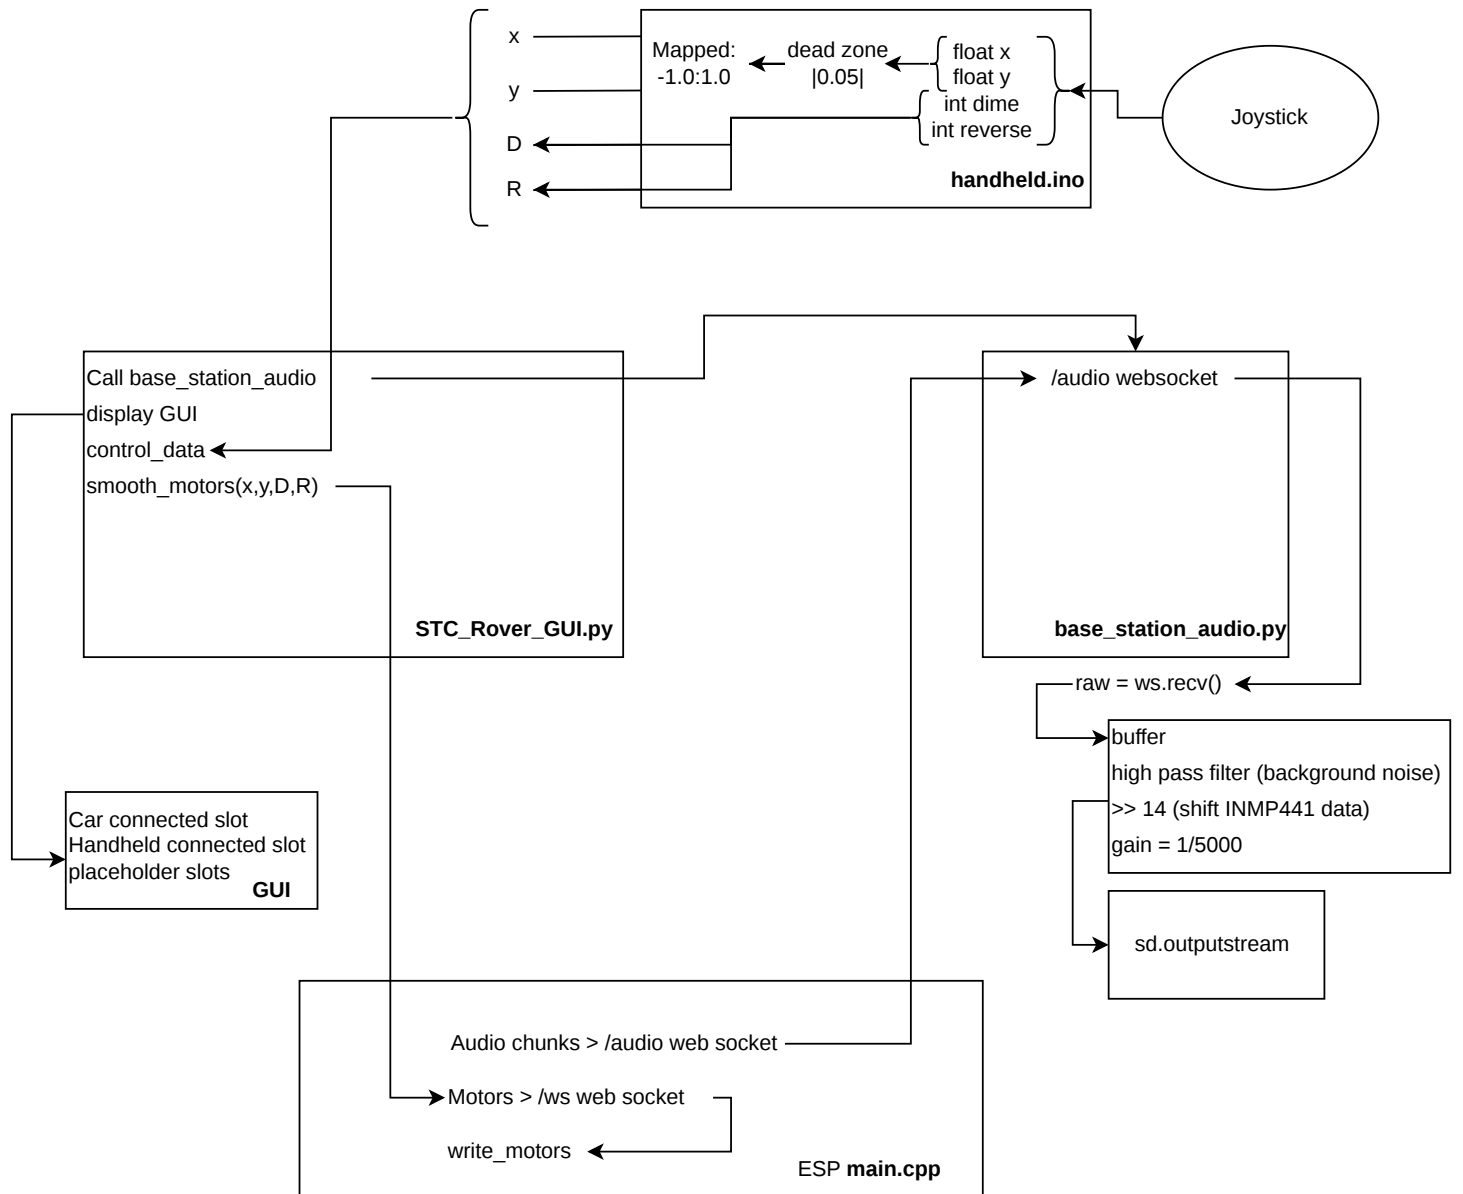 x
y
D
R
Mapped:
-1.0:1.0
dead zone
|0.05|
float x
float y
int dime
int reverse
handheld.ino
Joystick
Call base_station_audio
display GUI
control_data
smooth_motors(x,y,D,R)
STC_Rover_GUI.py
/audio websocket
base_station_audio.py
raw = ws.recv()
buffer
high pass filter (background noise)
>> 14 (shift INMP441 data)
gain = 1/5000
sd.outputstream
Car connected slot
Handheld connected slot
placeholder slots
GUI
Audio chunks > /audio web socket
Motors > /ws web socket
write_motors
ESP main.cpp